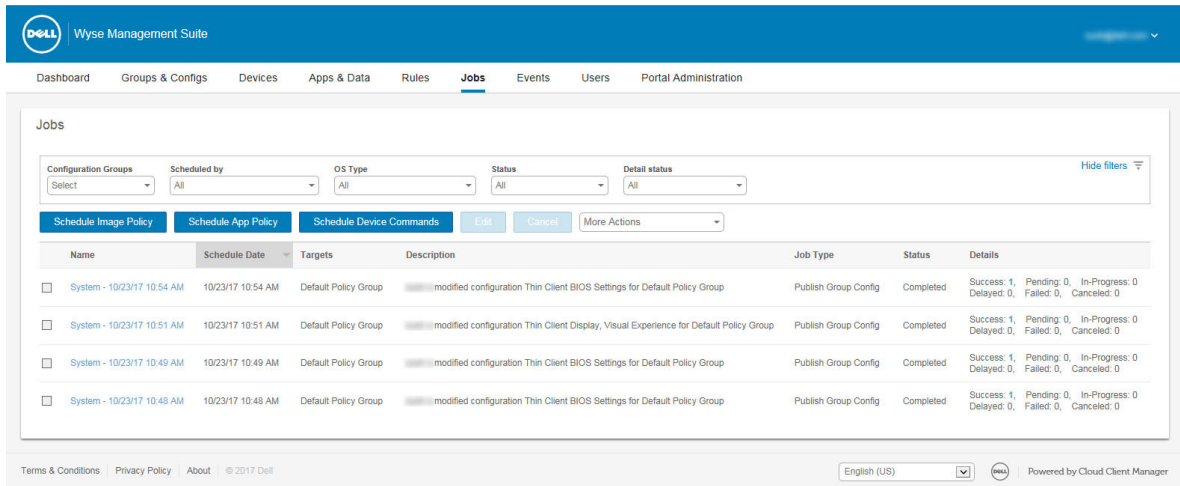 DELL Wyse Management Suite
Dashboard Groups & Configs Devices Apps & Data Rules Jobs Events Users Portal Administration
Jobs
Configuration Groups Scheduled by OS Type Status Detail status Hide filters
Select All All All All
Schedule Image Policy Schedule App Policy Schedule Device Commands Edit Cancel More Actions
Name Schedule Date Targets Description Job Type Status Details
System - 10/23/17 10:54 AM 10/23/17 10:54 AM Default Policy Group modified configuration Thin Client BIOS Settings for Default Policy Group Publish Group Config Completed Success: 1, Pending: 0, In-Progress: 0
Delayed: 0, Failed: 0, Canceled: 0
System - 10/23/17 10:51 AM 10/23/17 10:51 AM Default Policy Group modified configuration Thin Client Display, Visual Experience for Default Policy Group Publish Group Config Completed Success: 1, Pending: 0, In-Progress: 0
Delayed: 0, Failed: 0, Canceled: 0
System - 10/23/17 10:49 AM 10/23/17 10:49 AM Default Policy Group modified configuration Thin Client BIOS Settings for Default Policy Group Publish Group Config Completed Success: 1, Pending: 0, In-Progress: 0
Delayed: 0, Failed: 0, Canceled: 0
System - 10/23/17 10:48 AM 10/23/17 10:48 AM Default Policy Group modified configuration Thin Client BIOS Settings for Default Policy Group Publish Group Config Completed Success: 1, Pending: 0, In-Progress: 0
Delayed: 0, Failed: 0, Canceled: 0
Terms & Conditions Privacy Policy About © 2017 Dell English (US) DELL Powered by Cloud Client Manager